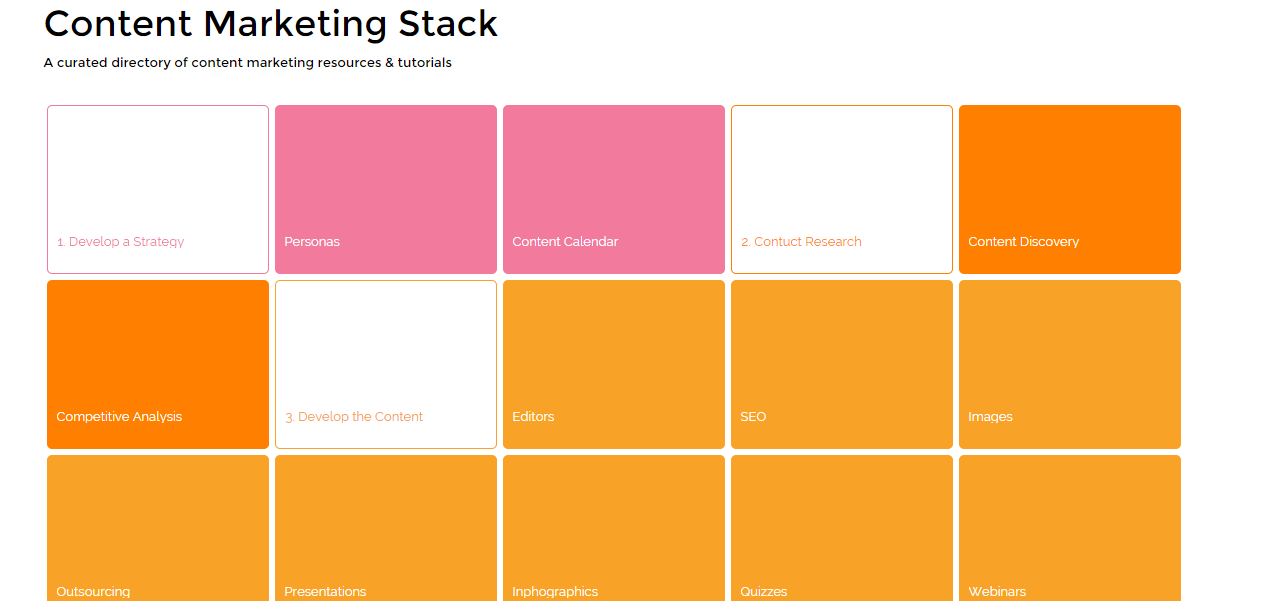 Content Marketing Stack
A curated directory of content marketing resources & tutorials
1. Develop a Strategy
Personas
Content Calendar
2. Contuct Research
Content Discovery
Competitive Analysis
3. Develop the Content
Editors
SEO
Images
Outsourcing
Presentations
Inphographics
Quizzes
Webinars